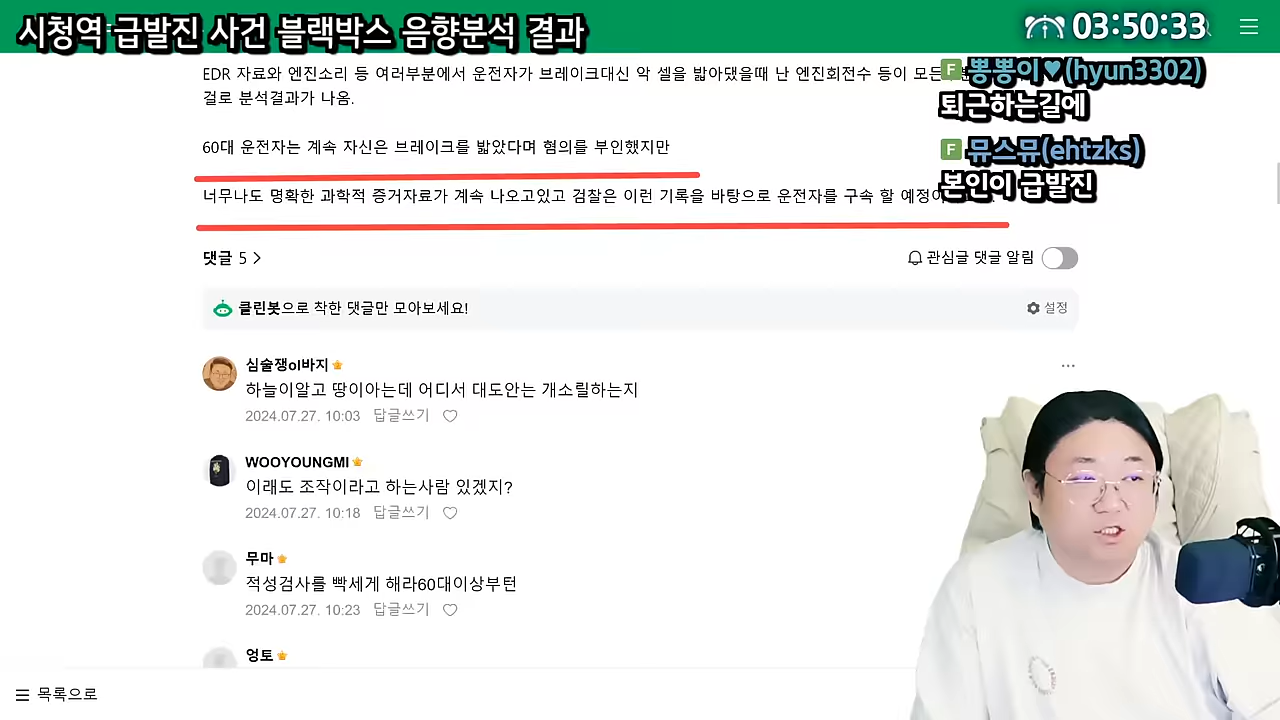 시청역 급발진 사건 블랙박스 음향분석 결과
03:50:33
EDR 자료와 엔진소리 등 여러부분에서 운전자가 브레이크대신 악 셀을 밟아댔을때 난 엔진회전수 등이 모든
걸로 분석결과가 나옴.
뿡뿡이♥(hyun3302)
퇴근하는길에
60대 운전자는 계속 자신은 브레이크를 밟았다며 혐의를 부인했지만
뮤스뮤(ehtzks)
본인이 급발진
너무나도 명확한 과학적 증거자료가 계속 나오고있고 검찰은 이런 기록을 바탕으로 운전자를 구속 할
댓글 5 >
관심글 댓글 알림
클린봇으로 착한 댓글만 모아보세요!
설정
심술쟁ol바지
하늘이알고 땅이아는데 어디서 대도안는 개소릴하는지
2024.07.27. 10:03 답글쓰기
WOOYOUNGMI
이래도 조작이라고 하는사람 있겠지?
2024.07.27. 10:18 답글쓰기
무마
적성검사를 빡세게 해라60대이상부턴
2024.07.27. 10:23 답글쓰기
엉토
목록으로